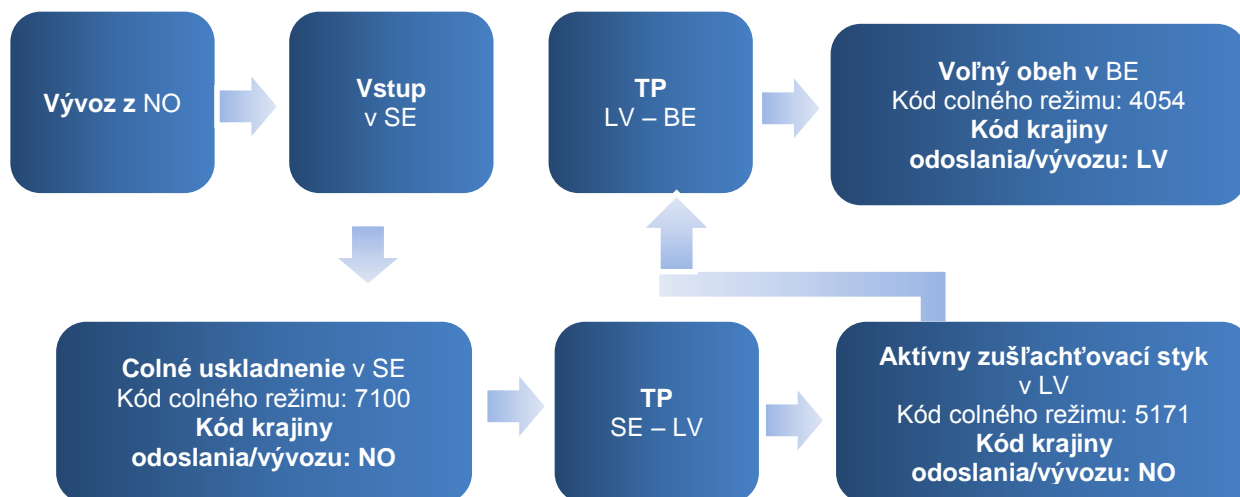 Vývoz z NO
Vstup
v SE
Colné uskladnenie v SE
Kód colného režimu: 7100
Kód krajiny
odoslania/vývozu: NO
TP
SE – LV
Aktívny zušľachťovací styk
v LV
Kód colného režimu: 5171
Kód krajiny
odoslania/vývozu: NO
TP
LV – BE
Voľný obeh v BE
Kód colného režimu: 4054
Kód krajiny
odoslania/vývozu: LV